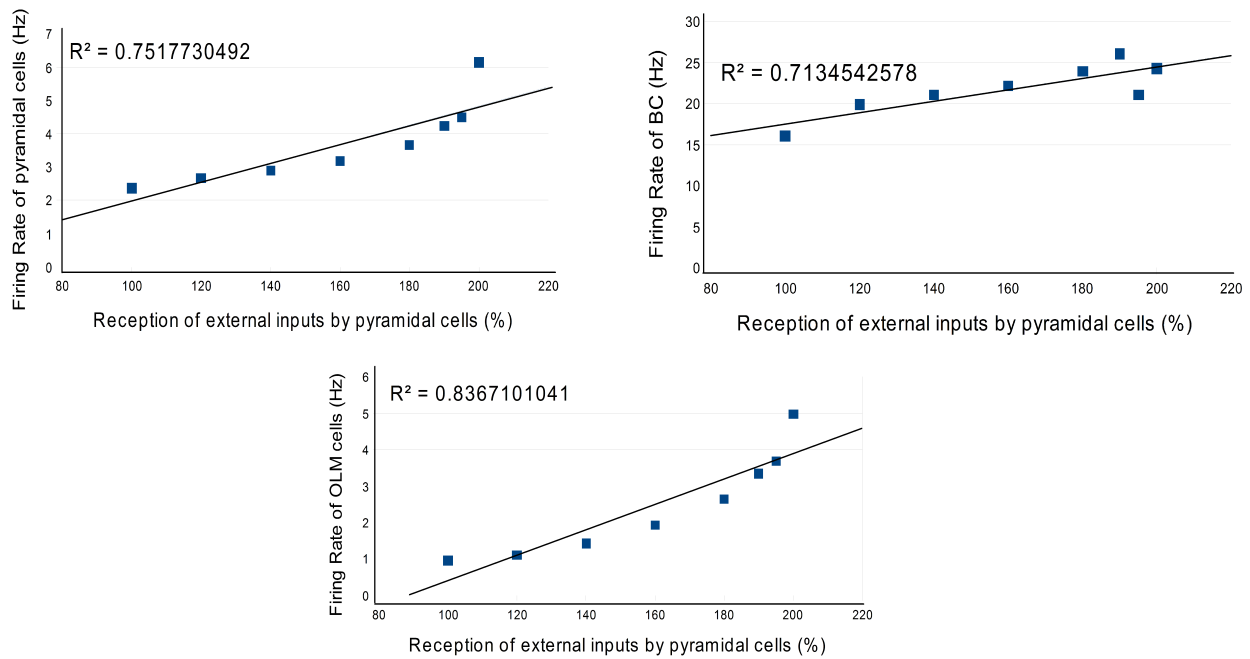 Firing Rate of pyramidal cells (Hz)
R² = 0.7517730492
7
6
5
4
3
2
1
0
80 100 120 140 160 180 200 220
Reception of external inputs by pyramidal cells (%)
Firing Rate of BC (Hz)
R² = 0.7134542578
30
25
20
15
10
5
0
80 100 120 140 160 180 200 220
Reception of external inputs by pyramidal cells (%)
Firing Rate of OLM cells (Hz)
R² = 0.8367101041
6
5
4
3
2
1
0
80 100 120 140 160 180 200 220
Reception of external inputs by pyramidal cells (%)